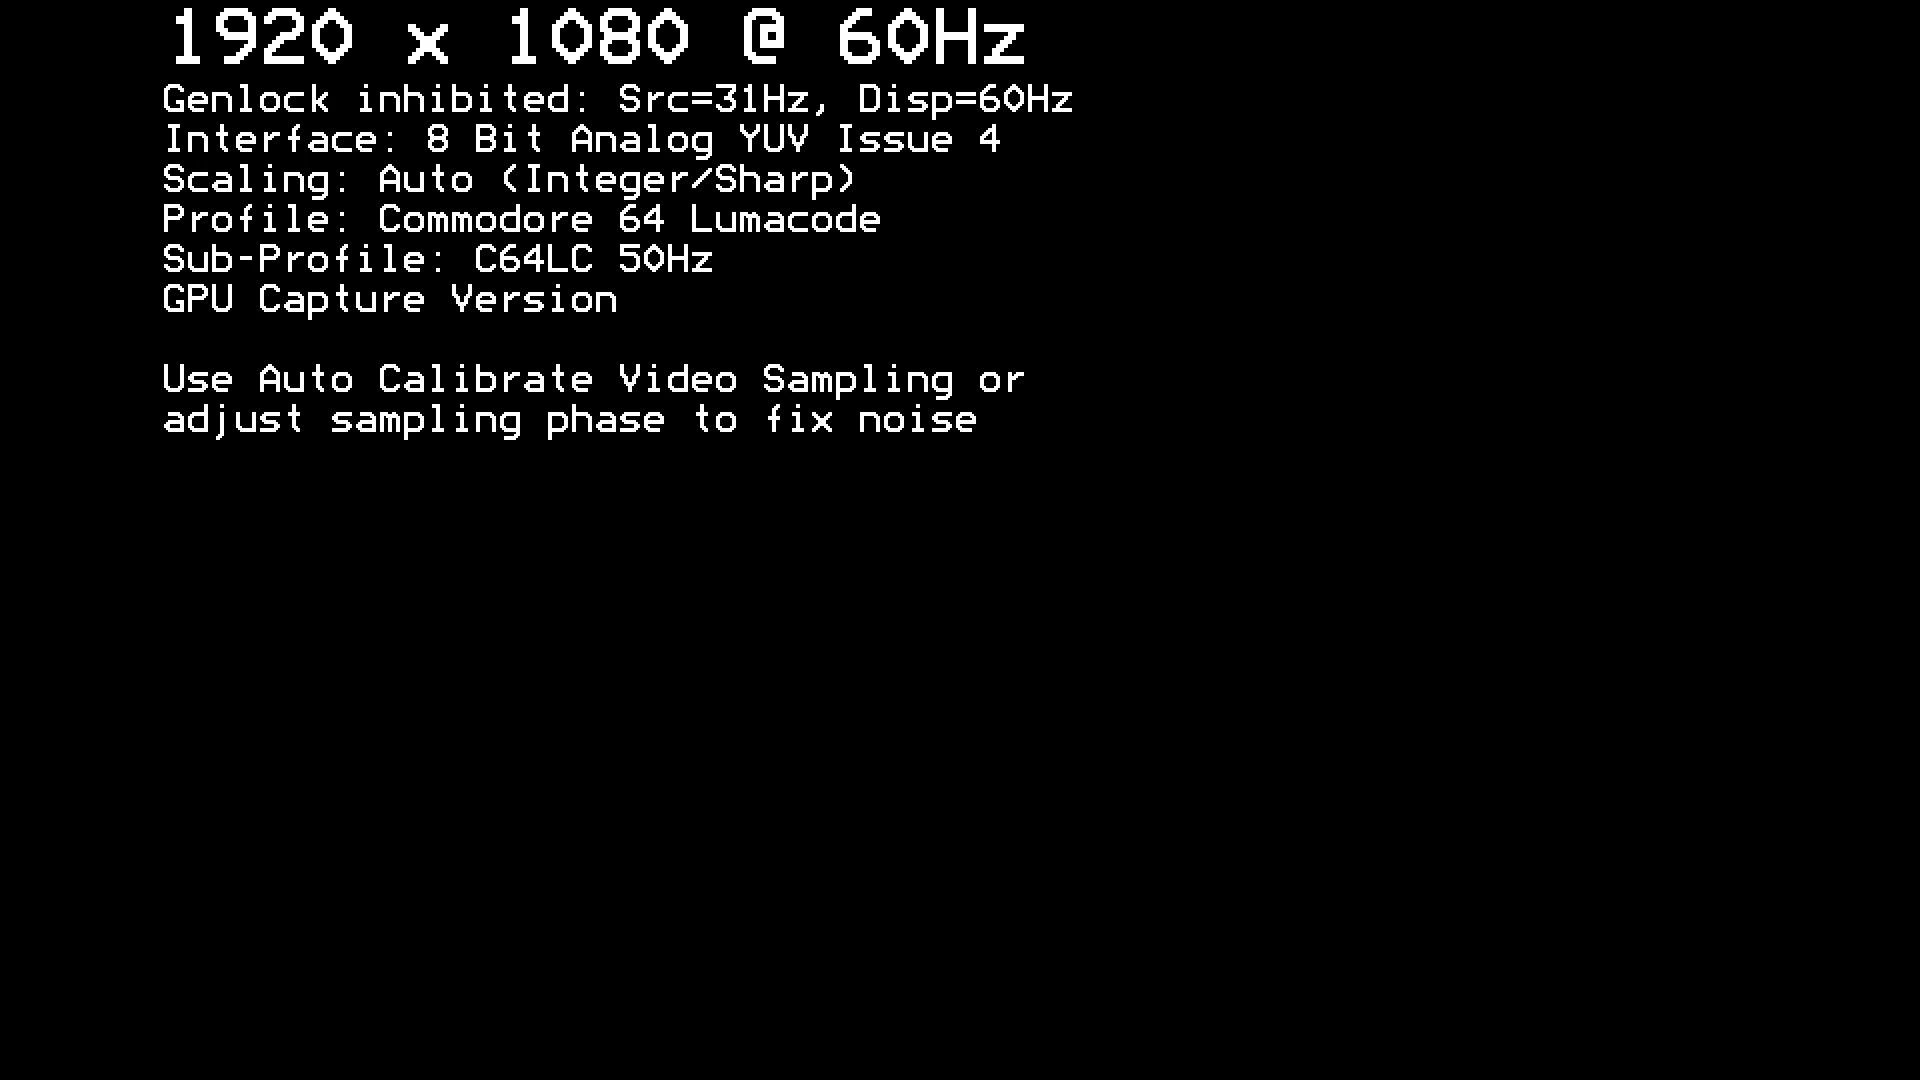 1920 x 1080 @ 60Hz
Genlock inhibited: Src=31Hz, Disp=60Hz
Interface: 8 Bit Analog YUV Issue 4
Scaling: Auto (Integer/Sharp)
Profile: Commodore 64 Lumacode
Sub-Profile: C64LC 50Hz
GPU Capture Version
Use Auto Calibrate Video Sampling or
adjust sampling phase to fix noise